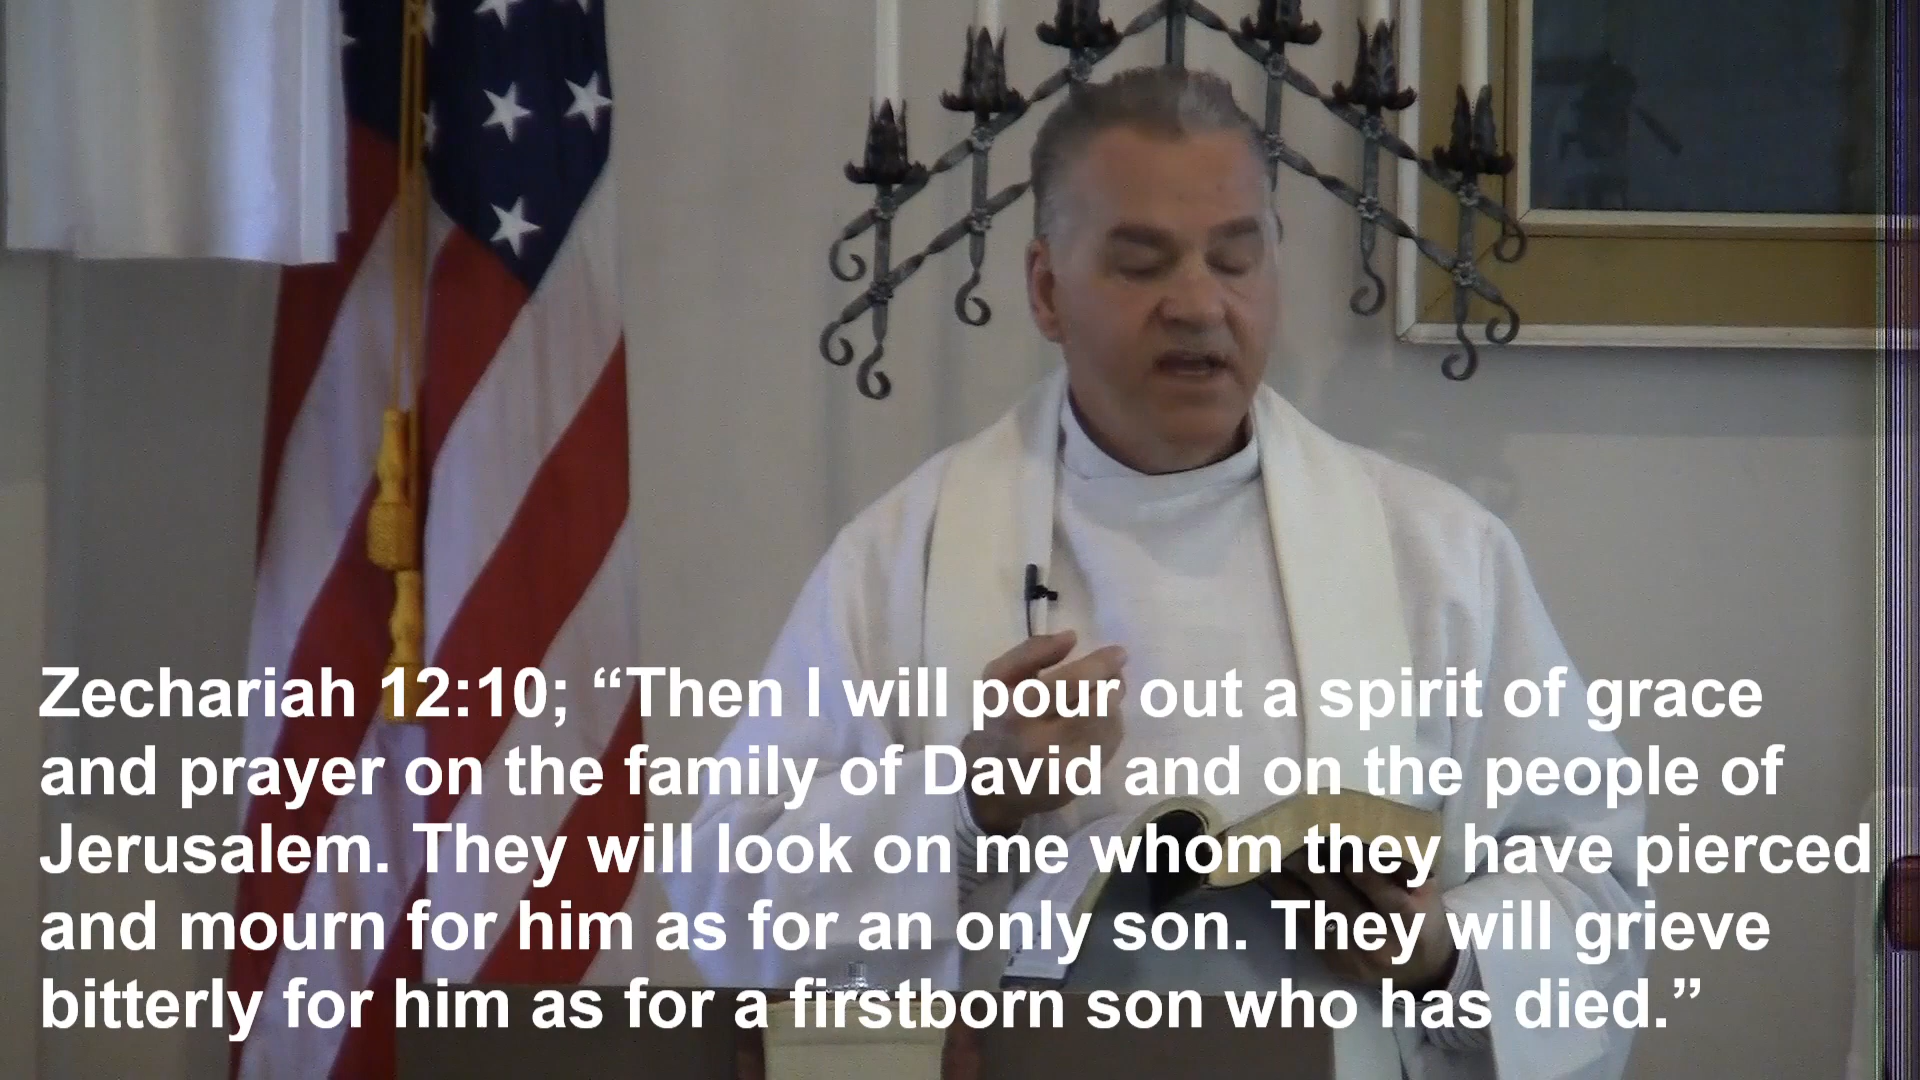 Zechariah 12:10; “Then I will pour out a spirit of grace
and prayer on the family of David and on the people of
Jerusalem. They will look on me whom they have pierced
and mourn for him as for an only son. They will grieve
bitterly for him as for a firstborn son who has died.”